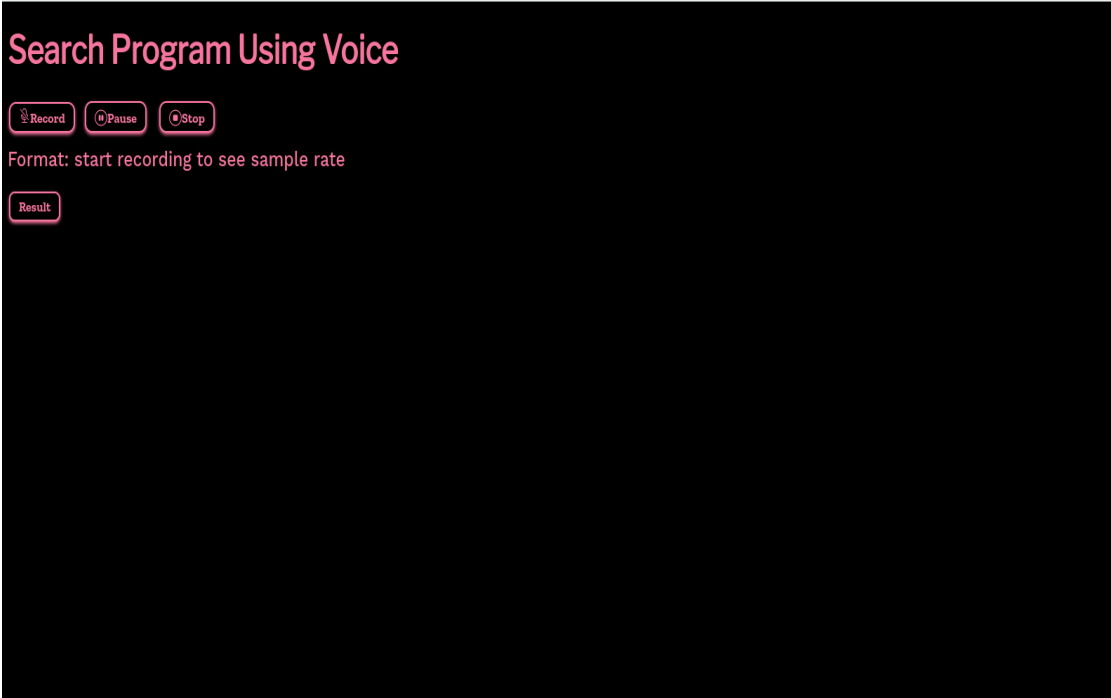 Search Program Using Voice
Record Pause Stop
Format: start recording to see sample rate
Result